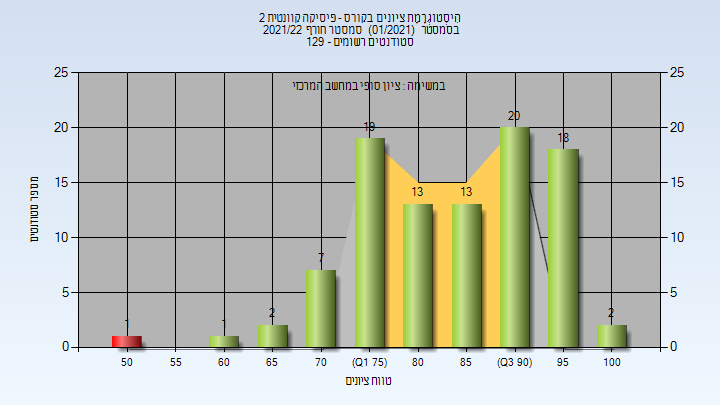 היסטוגרמת ציונים בקורס - פיסיקה קוונטית 2
בסמסטר (01/2021) סמסטר חורף 2021/22
סטודנטים רשומים - 129
במשימה : ציון סופי במחשב המרכזי
25 25
20 20
15 15
10 10
5 5
0 0
1 1 2 7 19 13 13 20 18 2
50 55 60 65 70 (Q1 75) 80 85 (Q3 90) 95 100
מספר סטודנטים
טווח ציונים